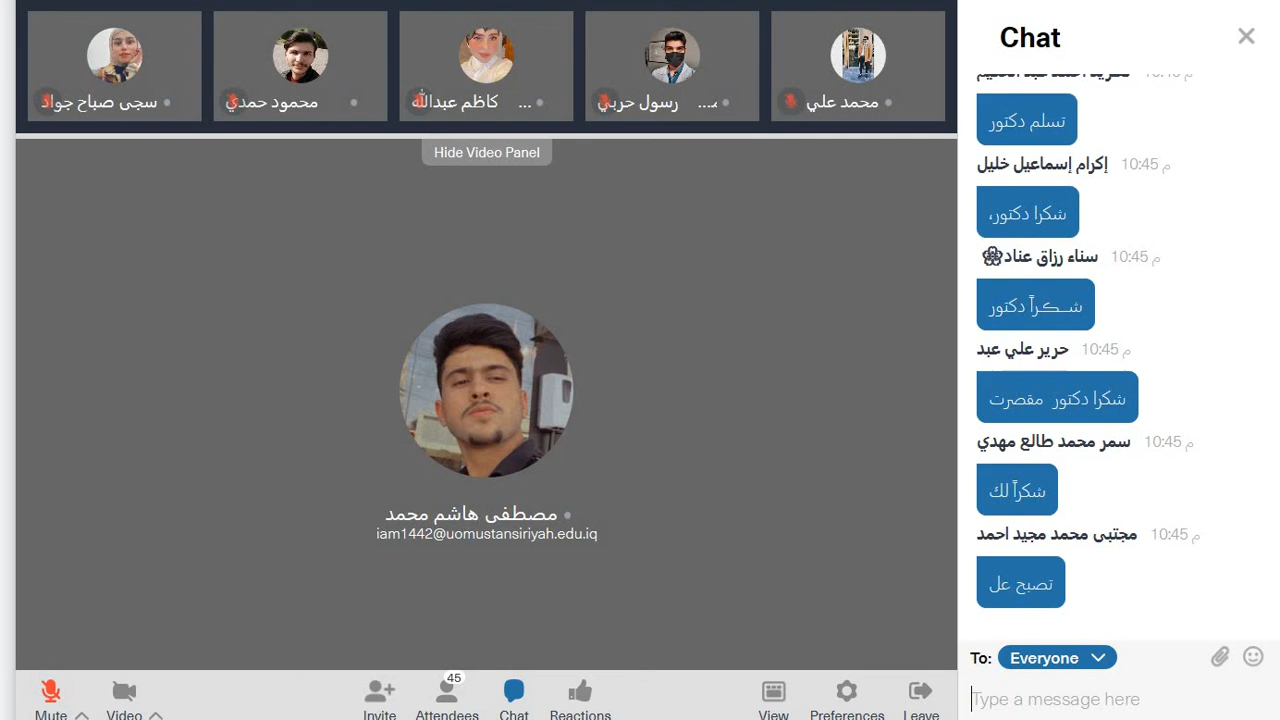 سجى صباح جواد
محمود حمدي
كاظم عبدالله ...
رسول حربي ...
محمد علي
Hide Video Panel
مصطفى هاشم محمد
iam1442@uomustansiriyah.edu.iq
Mute
Video
Invite
45
Attendees
Chat
Reactions
View
Preferences
Leave
Chat
تسلم دكتور
إكرام إسماعيل خليل 10:45 م
شكرا دكتور،
سناء رزاق عناد🏵 10:45 م
شــكـراً دكتور
حرير علي عبد 10:45 م
شكرا دكتور مقصرت
سمر محمد طالع مهدي 10:45 م
شكراً لك
مجتبى محمد مجيد احمد 10:45 م
تصبح عل
To: Everyone
Type a message here